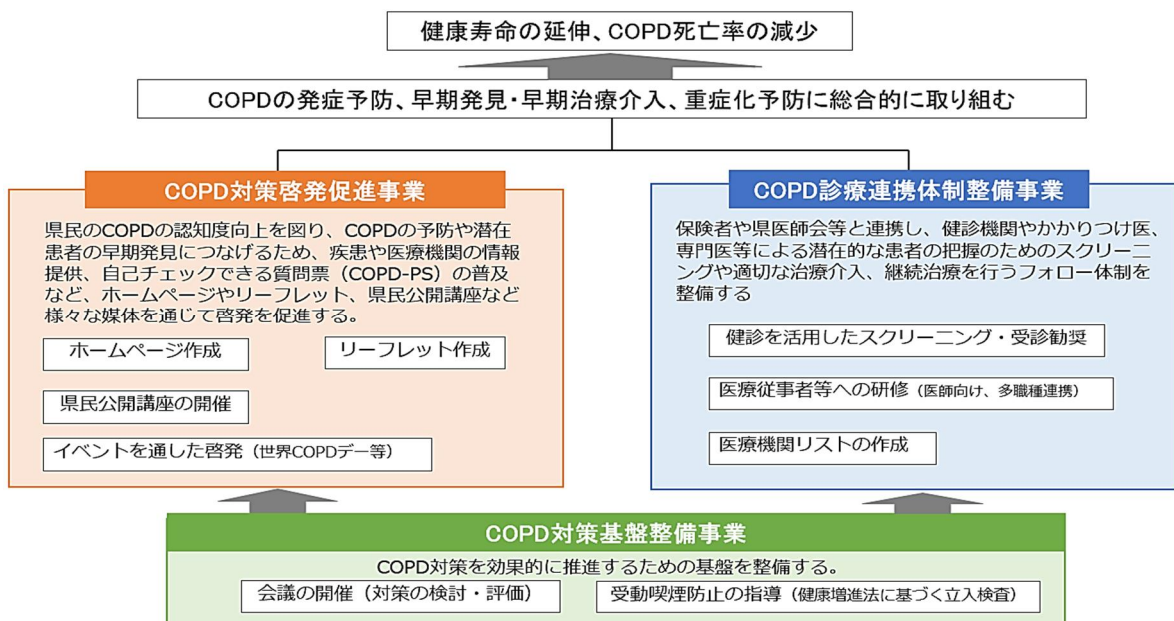 健康寿命の延伸、COPD死亡率の減少
COPDの発症予防、早期発見・早期治療介入、重症化予防に総合的に取り組む
COPD対策啓発促進事業
県民のCOPDの認知度向上を図り、COPDの予防や潜在
患者の早期発見につなげるため、疾患や医療機関の情報
提供、自己チェックできる質問票（COPD-PS）の普及
など、ホームページやリーフレット、県民公開講座など
様々な媒体を通じて啓発を促進する。
ホームページ作成
リーフレット作成
県民公開講座の開催
イベントを通した啓発（世界COPDデー等）
COPD診療連携体制整備事業
保険者や県医師会等と連携し、健診機関やかかりつけ医、
専門医等による潜在的な患者の把握のためのスクリーニ
ングや適切な治療介入、継続治療を行うフォロー体制を
整備する
健診を活用したスクリーニング・受診勧奨
医療従事者等への研修（医師向け、多職種連携）
医療機関リストの作成
COPD対策基盤整備事業
COPD対策を効果的に推進するための基盤を整備する。
会議の開催（対策の検討・評価）
受動喫煙防止の指導（健康増進法に基づく立入検査）